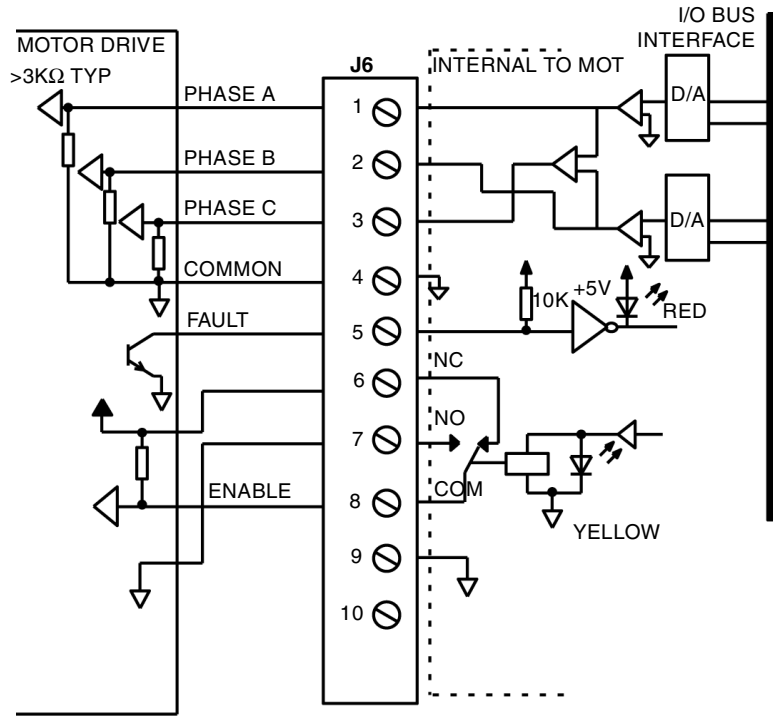 I/O BUS
INTERFACE
MOTOR DRIVE
>3KΩ TYP
J6
INTERNAL TO MOT
D/A
PHASE A
1
PHASE B
2
PHASE C
3
D/A
COMMON
4
10K
+5V
RED
FAULT
5
NC
6
NO
7
ENABLE
8
COM
YELLOW
9
10